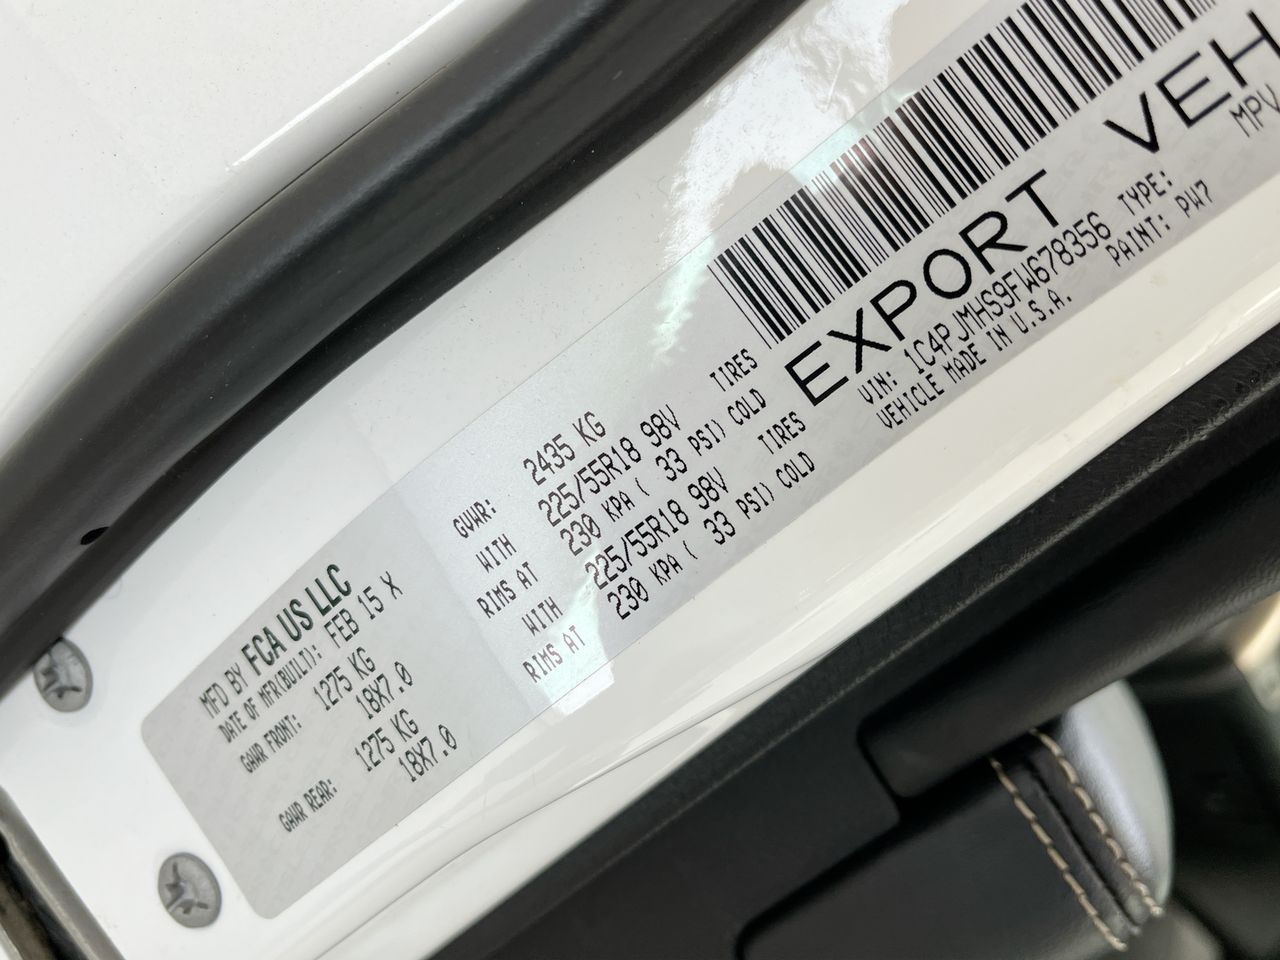 MFD BY FCA US LLC
DATE OF MFR(BUILT): FEB 15 X
GAWR FRONT: 1275 KG
18X7.0
GAWR REAR: 1275 KG
18X7.0
GVWR: 2435 KG
WITH 225/55R18 98V TIRES
RIMS AT 230 KPA ( 33 PSI) COLD
WITH 225/55R18 98V TIRES
RIMS AT 230 KPA ( 33 PSI) COLD
EXPORT VEH
VIN: 1C4PJMHS9FW678356 TYPE: MPV
VEHICLE MADE IN U.S.A. PAINT: PW7